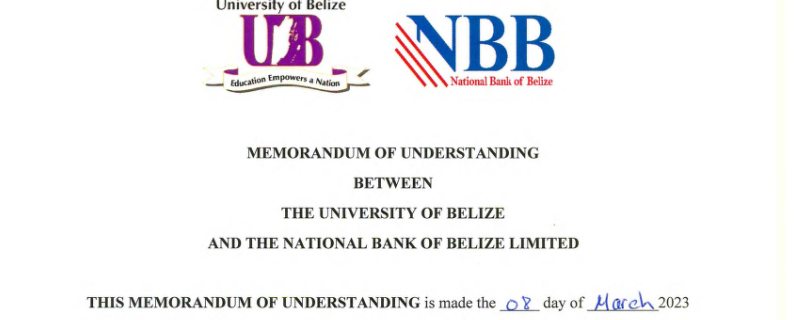 University of Belize
UB
Education Empowers a Nation
NBB
National Bank of Belize
MEMORANDUM OF UNDERSTANDING
BETWEEN
THE UNIVERSITY OF BELIZE
AND THE NATIONAL BANK OF BELIZE LIMITED
THIS MEMORANDUM OF UNDERSTANDING is made the 08 day of March 2023